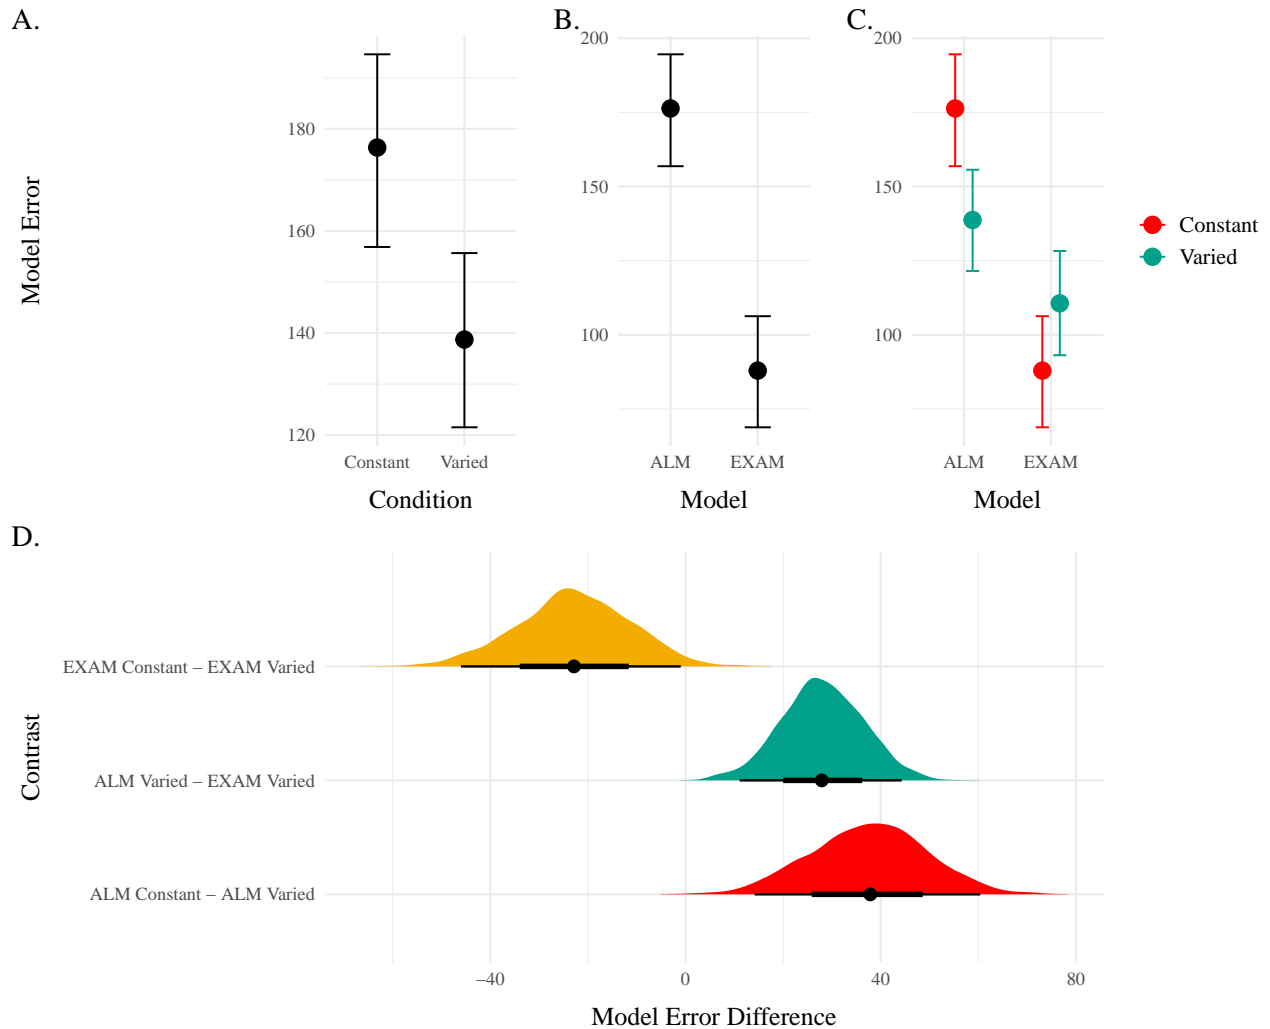 A.
Model Error
180
160
140
120
Constant Varied
Condition
B.
200
150
100
ALM EXAM
Model
C.
200
150
100
ALM EXAM
Model
Constant
Varied
D.
Contrast
EXAM Constant – EXAM Varied
ALM Varied – EXAM Varied
ALM Constant – ALM Varied
–40 0 40 80
Model Error Difference